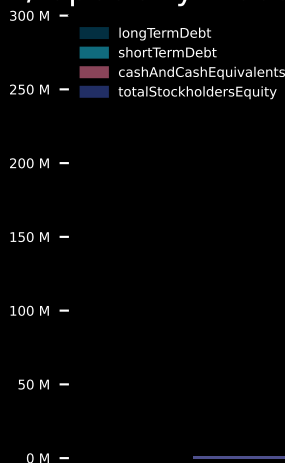 300 M
longTermDebt
shortTermDebt
cashAndCashEquivalents
totalStockholdersEquity
250 M
200 M
150 M
100 M
50 M
0 M